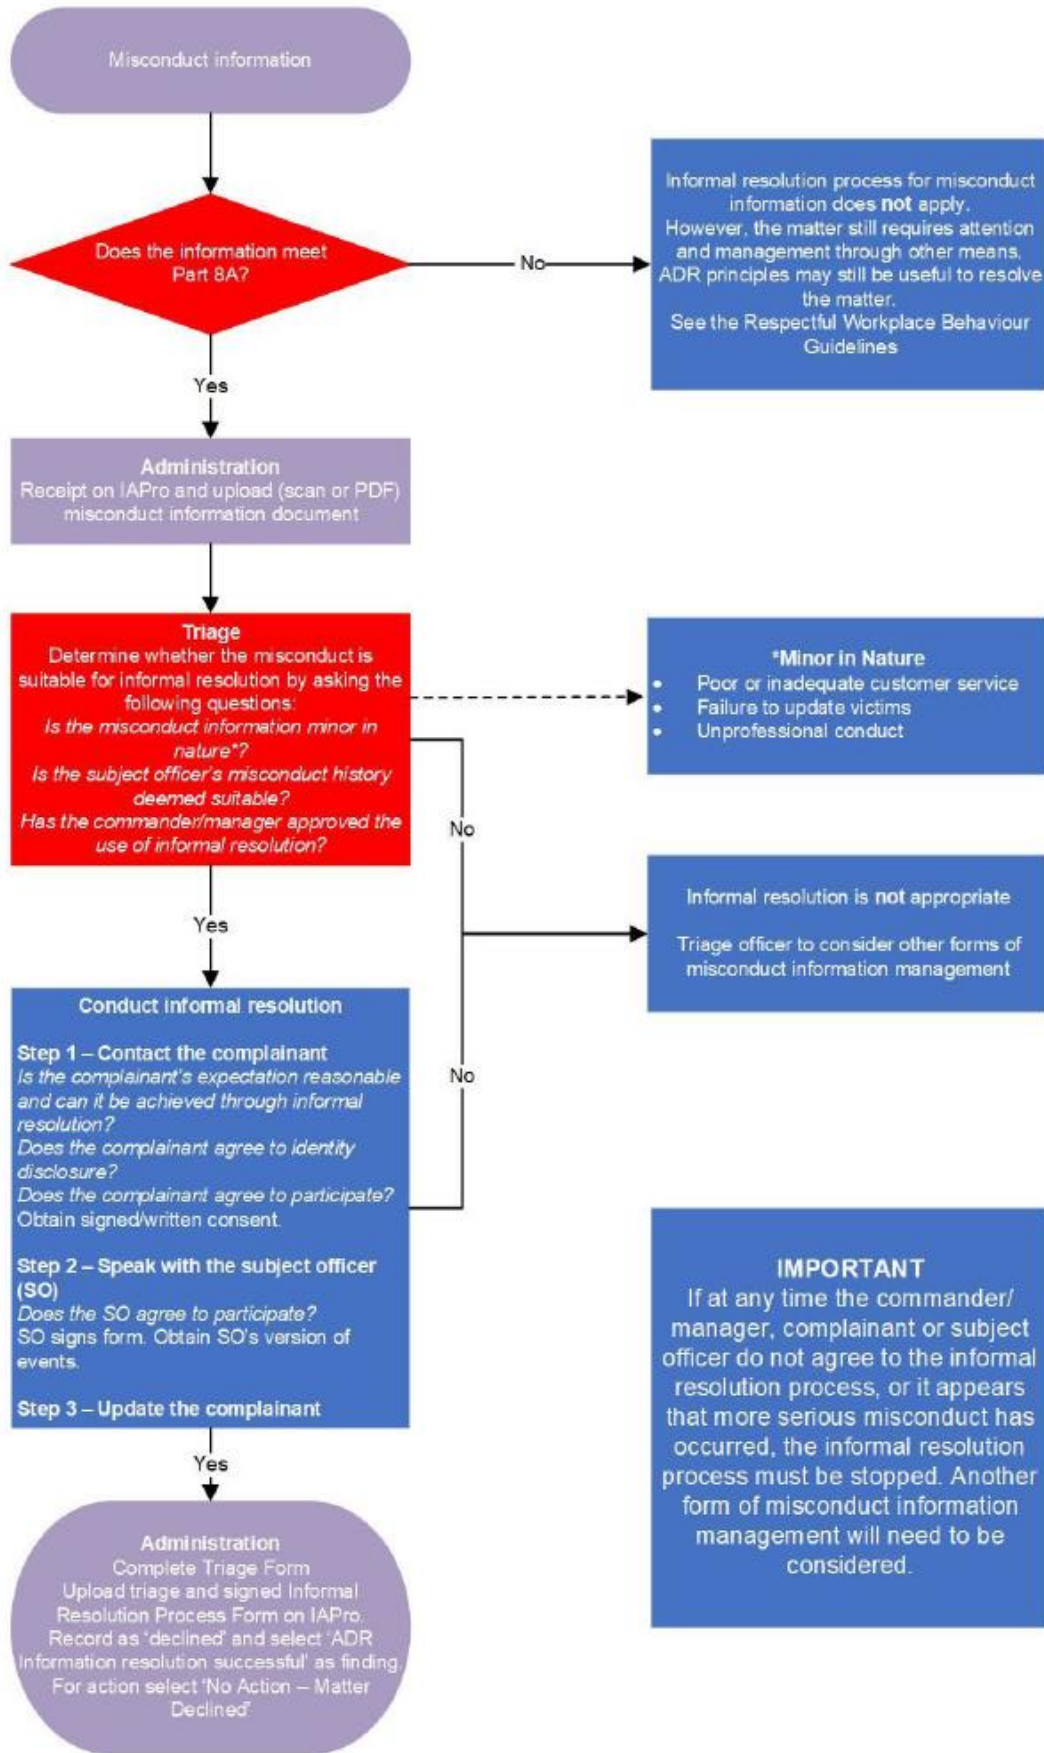 Misconduct information
Does the information meet
Part 8A?
No
Informal resolution process for misconduct
information does not apply.
However, the matter still requires attention
and management through other means.
ADR principles may still be useful to resolve
the matter.
See the Respectful Workplace Behaviour
Guidelines
Yes
Administration
Receipt on IAPro and upload (scan or PDF)
misconduct information document
Triage
Determine whether the misconduct is
suitable for informal resolution by asking the
following questions:
Is the misconduct information minor in
nature*?
Is the subject officer's misconduct history
deemed suitable?
Has the commander/manager approved the
use of informal resolution?
*Minor in Nature
• Poor or inadequate customer service
• Failure to update victims
• Unprofessional conduct
No
Yes
Informal resolution is not appropriate
Triage officer to consider other forms of
misconduct information management
Conduct informal resolution
Step 1 – Contact the complainant
Is the complainant's expectation reasonable
and can it be achieved through informal
resolution?
Does the complainant agree to identity
disclosure?
Does the complainant agree to participate?
Obtain signed/written consent.
Step 2 – Speak with the subject officer
(SO)
Does the SO agree to participate?
SO signs form. Obtain SO's version of
events.
Step 3 – Update the complainant
No
IMPORTANT
If at any time the commander/
manager, complainant or subject
officer do not agree to the informal
resolution process, or it appears
that more serious misconduct has
occurred, the informal resolution
process must be stopped. Another
form of misconduct information
management will need to be
considered.
Yes
Administration
Complete Triage Form
Upload triage and signed Informal
Resolution Process Form on IAPro.
Record as 'declined' and select 'ADR
Information resolution successful' as finding.
For action select 'No Action – Matter
Declined'